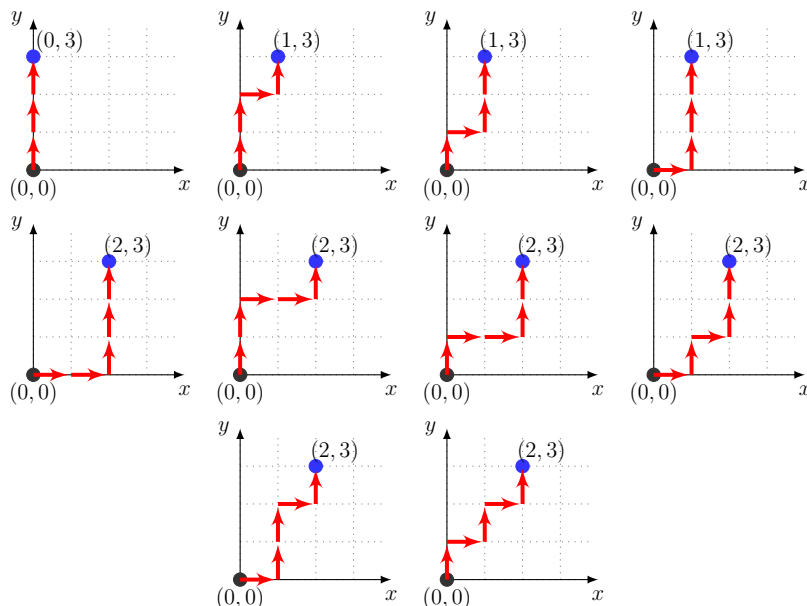 y
(0, 3)
(0, 0)
x
y
(1, 3)
(0, 0)
x
y
(1, 3)
(0, 0)
x
y
(1, 3)
(0, 0)
x
y
(2, 3)
(0, 0)
x
y
(2, 3)
(0, 0)
x
y
(2, 3)
(0, 0)
x
y
(2, 3)
(0, 0)
x
y
(2, 3)
(0, 0)
x
y
(2, 3)
(0, 0)
x